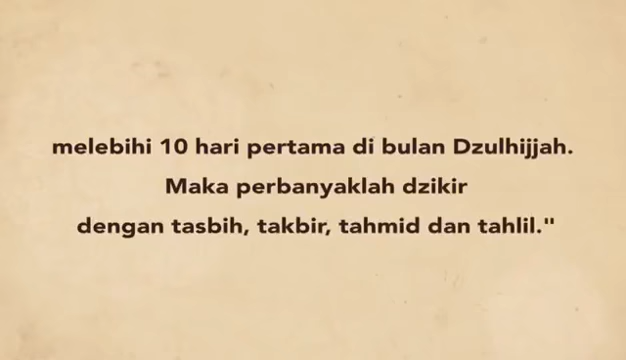 melebihi 10 hari pertama di bulan Dzulhijjah.
Maka perbanyaklah dzikir
dengan tasbih, takbir, tahmid dan tahlil."